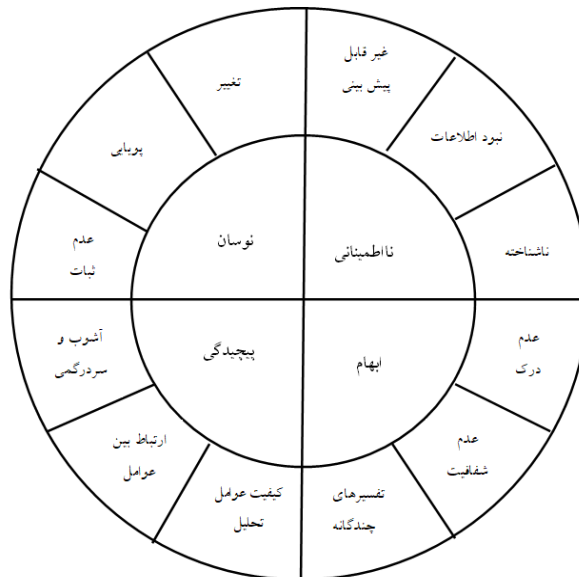 غیر قابل
پیش بینی
نبود اطلاعات
ناشناخته
نااطمینانی
تغییر
پویایی
عدم
ثبات
نوسان
آشوب و
سردرگمی
ارتباط بین
عوامل
کیفیت عوامل
تحلیل
پیچیدگی
عدم
درک
عدم
شفافیت
تفسیرهای
چندگانه
ابهام